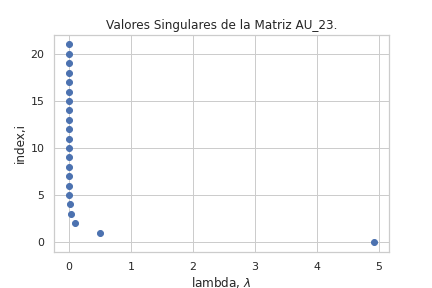 Valores Singulares de la Matriz AU_23.
20
15
10
5
0
index,i
0 1 2 3 4 5
lambda, λ